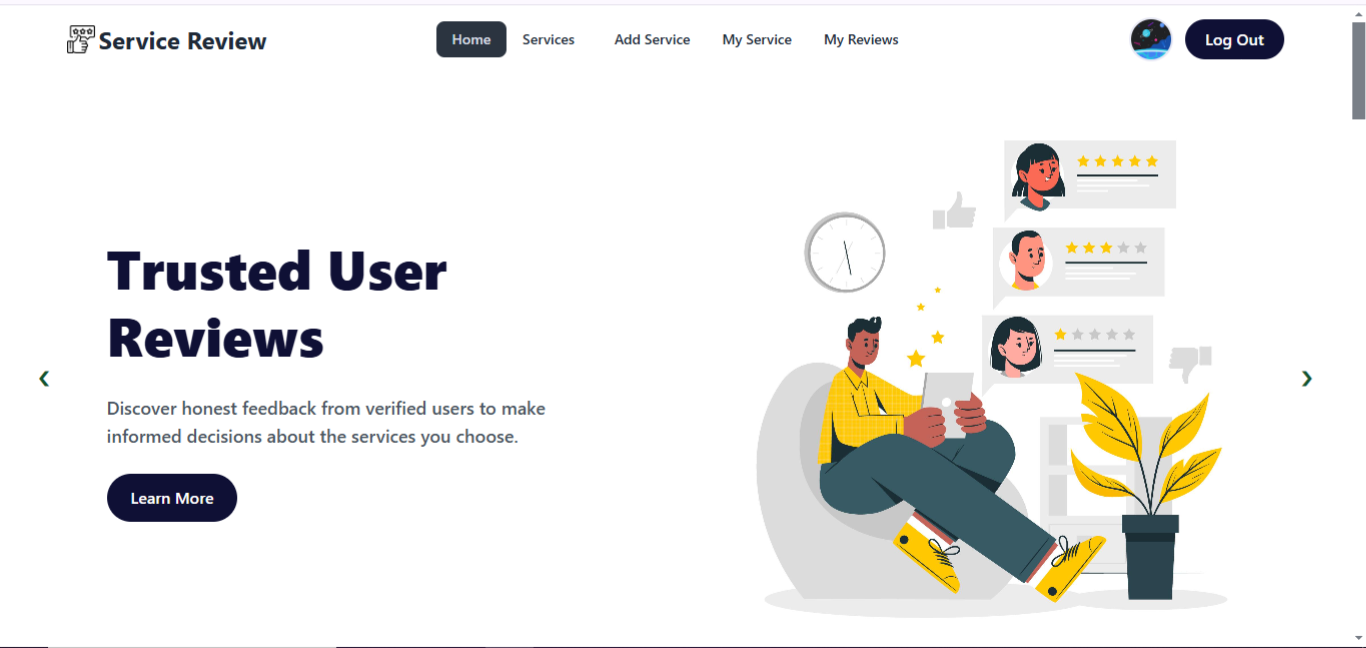 Service Review
Home
Services
Add Service
My Service
My Reviews
Log Out
Trusted User
Reviews
Discover honest feedback from verified users to make
informed decisions about the services you choose.
Learn More